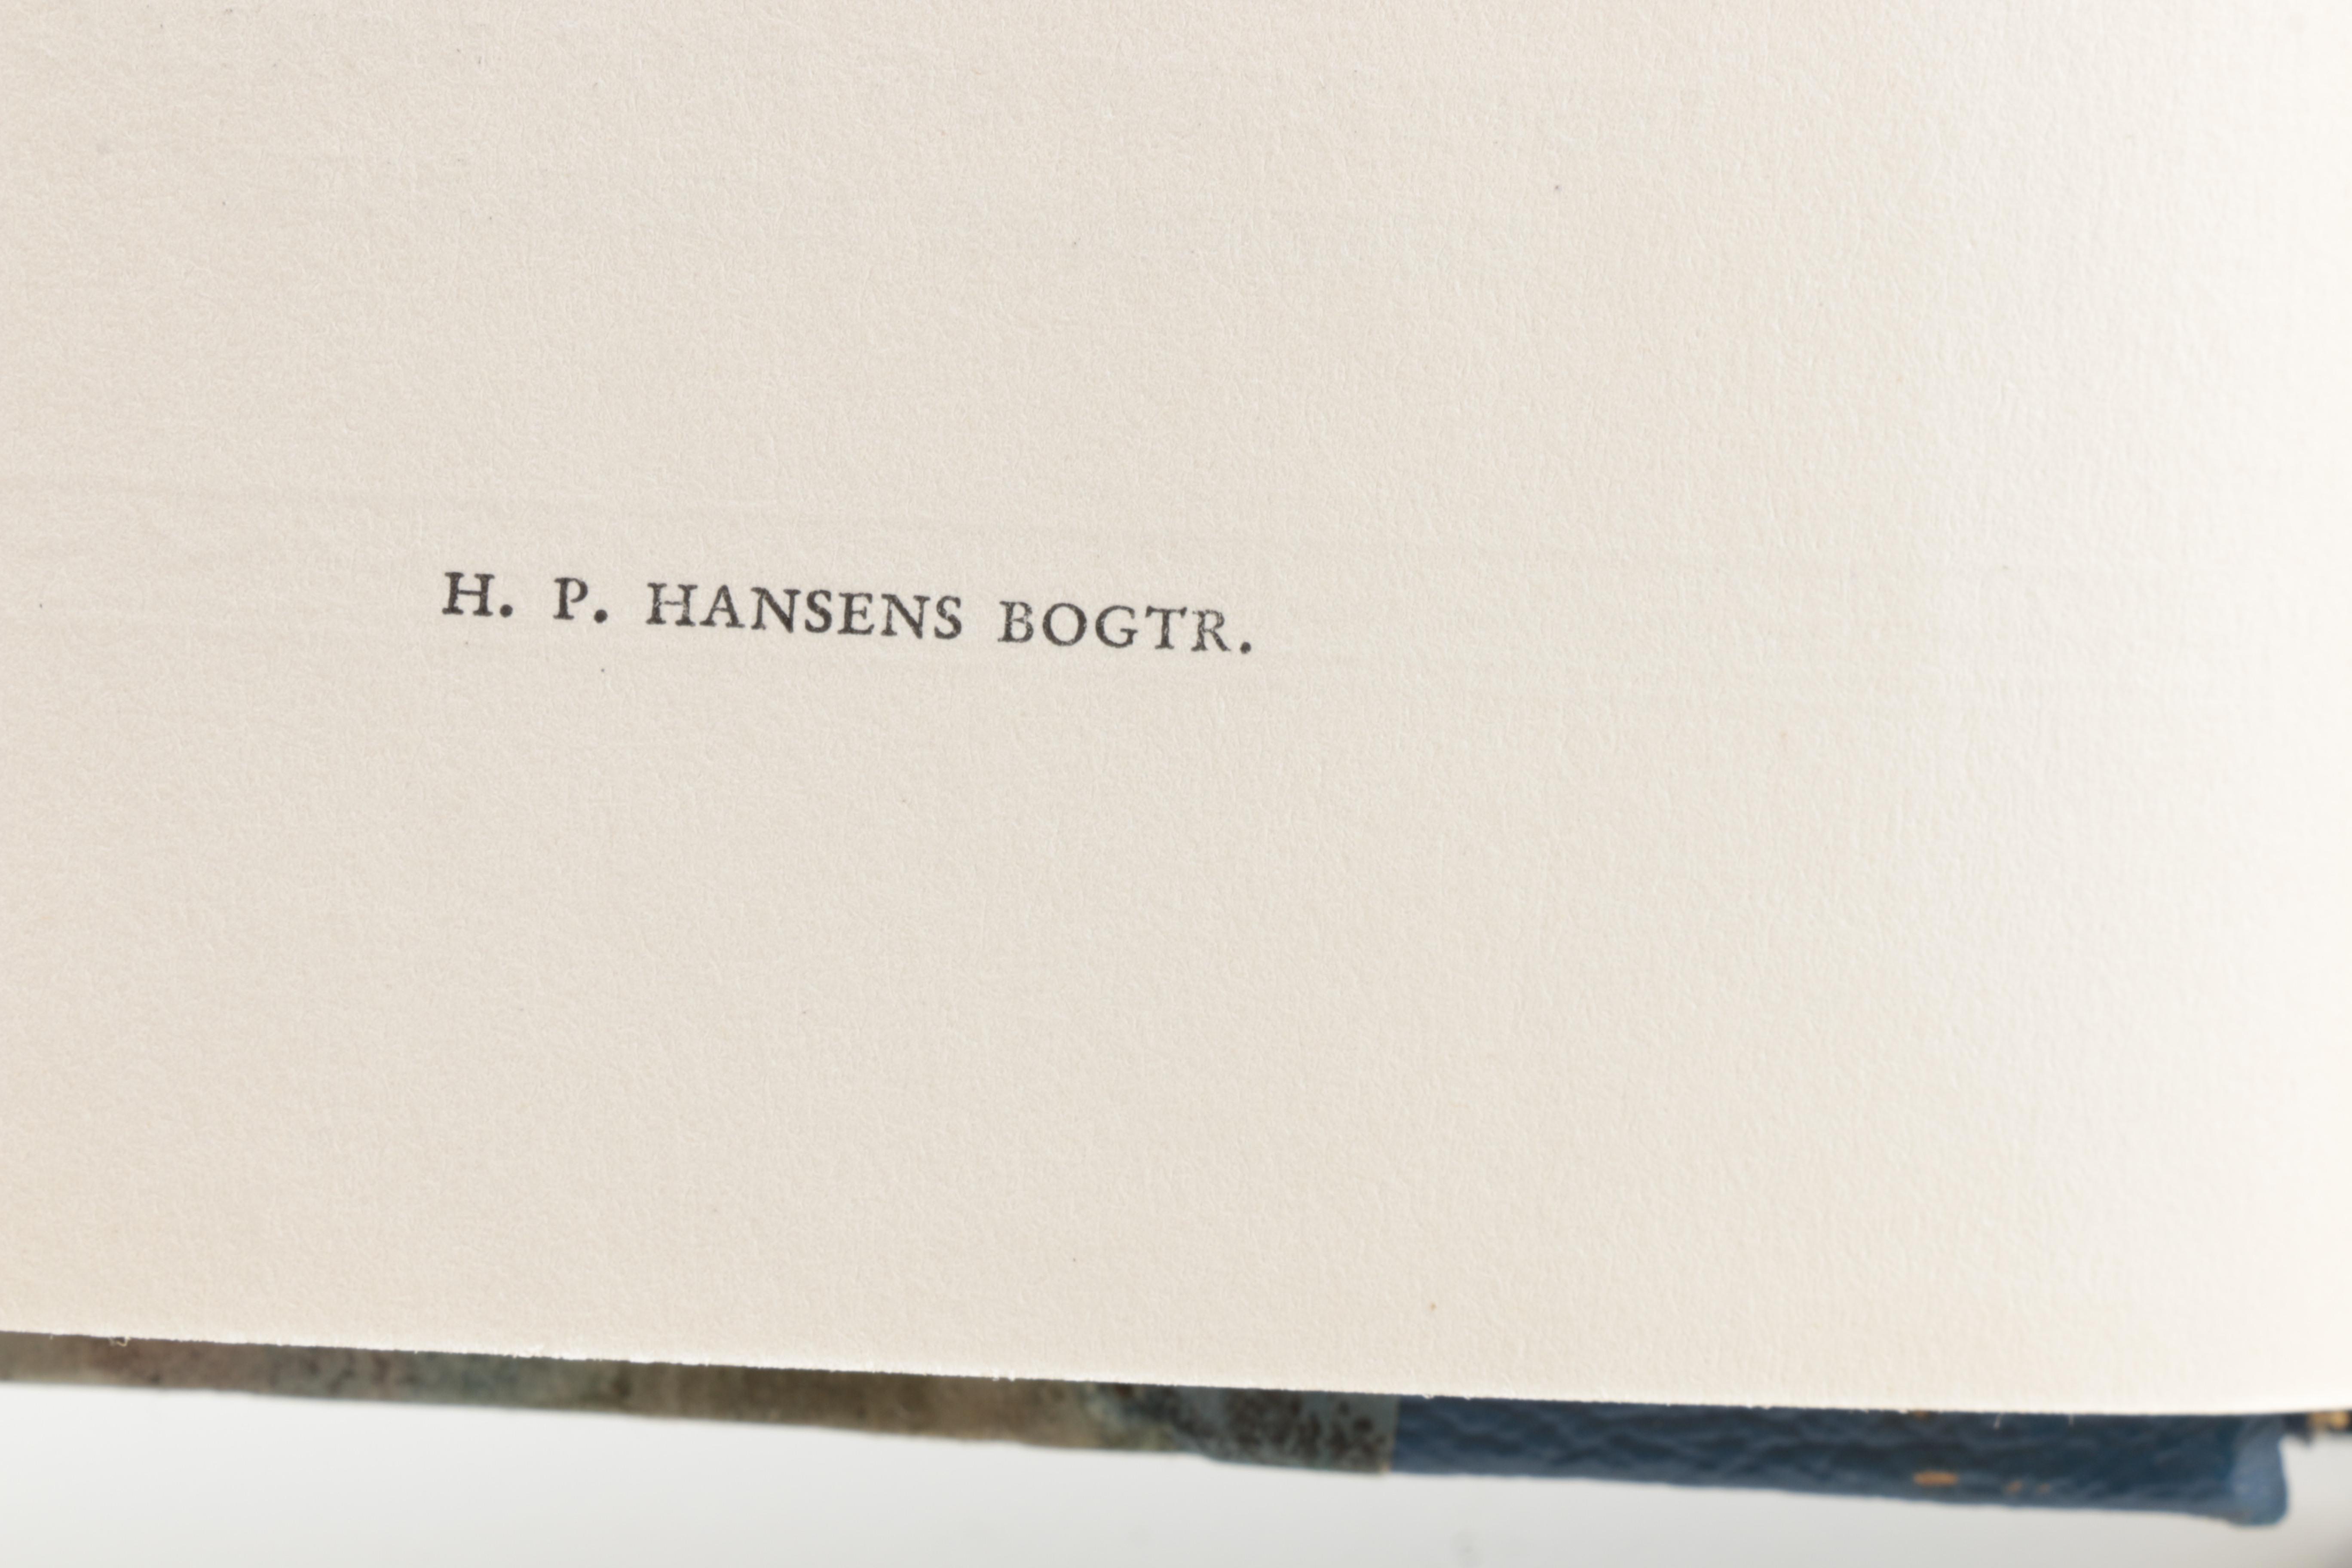 H. P. HANSENS BOGTR.